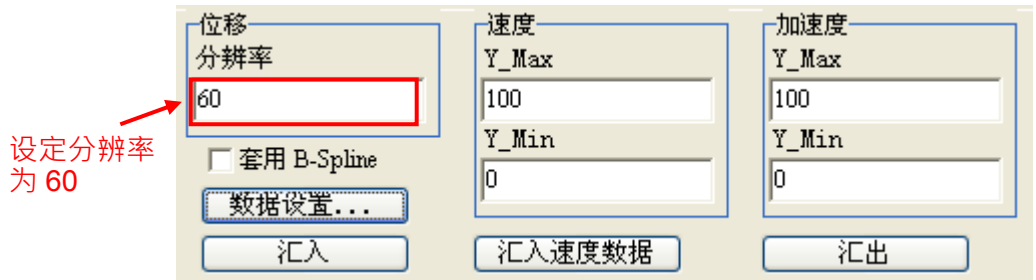 位移
分辨率
60
设定分辨率
为 60
套用 B-Spline
数据设置...
汇入
速度
Y_Max
100
Y_Min
0
汇入速度数据
加速度
Y_Max
100
Y_Min
0
汇出